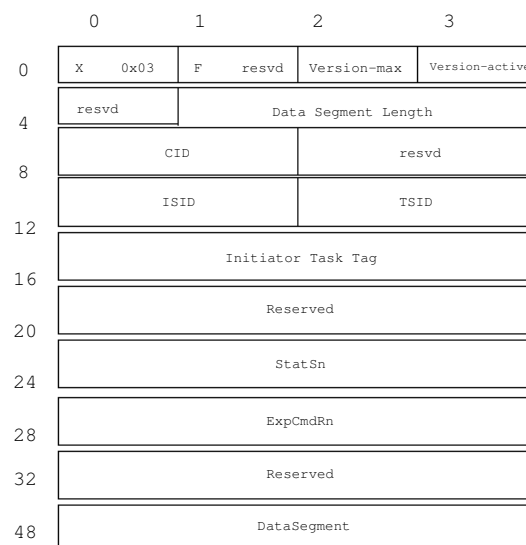 0 1 2 3
0 X 0x03 F resvd Version-max Version-active
resvd Data Segment Length
4
CID resvd
8
ISID TSID
12
Initiator Task Tag
16
Reserved
20
StatSn
24
ExpCmdRn
28
Reserved
32
DataSegment
48